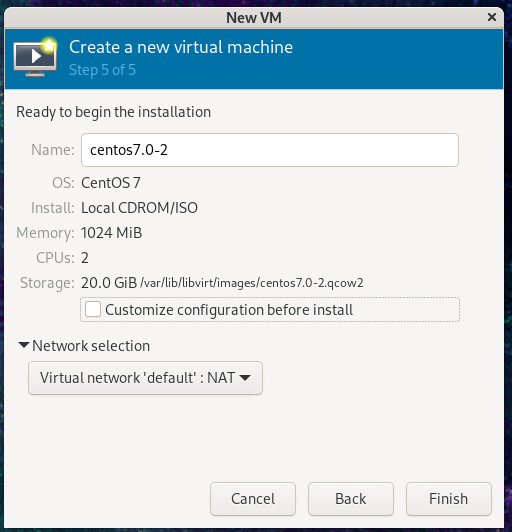 New VM
Create a new virtual machine
Step 5 of 5
Ready to begin the installation
Name: centos7.0-2
OS: CentOS 7
Install: Local CDROM/ISO
Memory: 1024 MiB
CPUs: 2
Storage: 20.0 GiB /var/lib/libvirt/images/centos7.0-2.qcow2
Customize configuration before install
Network selection
Virtual network 'default' : NAT
Cancel Back Finish